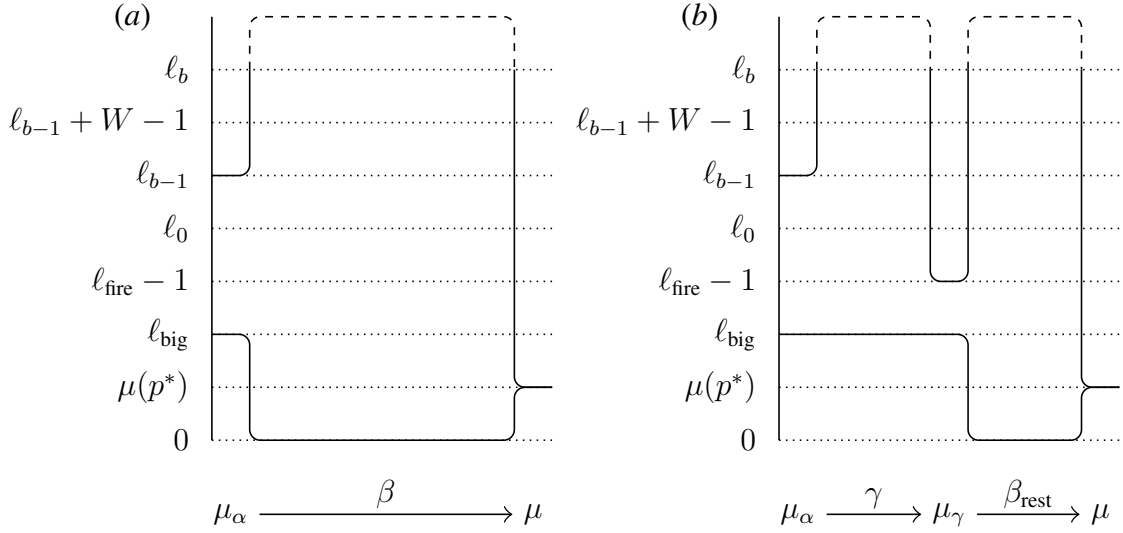 (a)
ℓ_b
ℓ_{b−1} + W − 1
ℓ_{b−1}
ℓ_0
ℓ_fire − 1
ℓ_big
μ(p*)
0
μ_α β μ
(b)
ℓ_b
ℓ_{b−1} + W − 1
ℓ_{b−1}
ℓ_0
ℓ_fire − 1
ℓ_big
μ(p*)
0
μ_α γ μ_γ β_rest μ